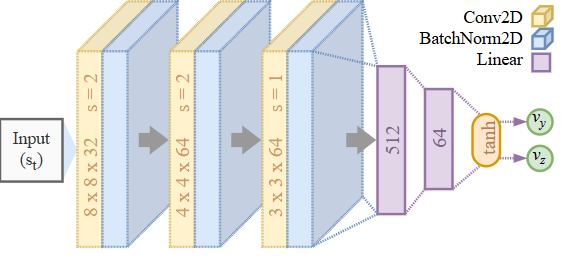 Conv2D
BatchNorm2D
Linear
Input
(s_t)
8 x 8 x 32 s = 2
4 x 4 x 64 s = 2
3 x 3 x 64 s = 1
512
64
tanh
v_y
v_z